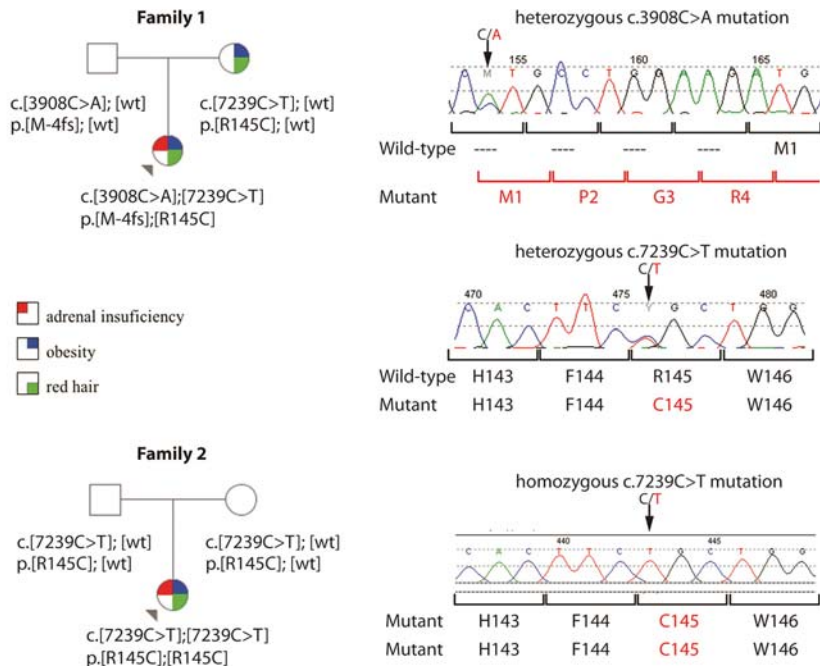 Family 1
c.[3908C>A]; [wt]
p.[M-4fs]; [wt]
c.[7239C>T]; [wt]
p.[R145C]; [wt]
c.[3908C>A];[7239C>T]
p.[M-4fs];[R145C]
adrenal insuficiency
obesity
red hair
Family 2
c.[7239C>T]; [wt]
p.[R145C]; [wt]
c.[7239C>T]; [wt]
p.[R145C]; [wt]
c.[7239C>T];[7239C>T]
p.[R145C];[R145C]
heterozygous c.3908C>A mutation
C/A
155 160 165
C M T G C C T G G A A G A T G
Wild-type ---- ---- ---- ---- M1
Mutant M1 P2 G3 R4
heterozygous c.7239C>T mutation
C/T
470 475 480
C A C T T C Y G C T G G
Wild-type H143 F144 R145 W146
Mutant H143 F144 C145 W146
homozygous c.7239C>T mutation
C/T
440 445
C A C T T C T G C T G G
Mutant H143 F144 C145 W146
Mutant H143 F144 C145 W146